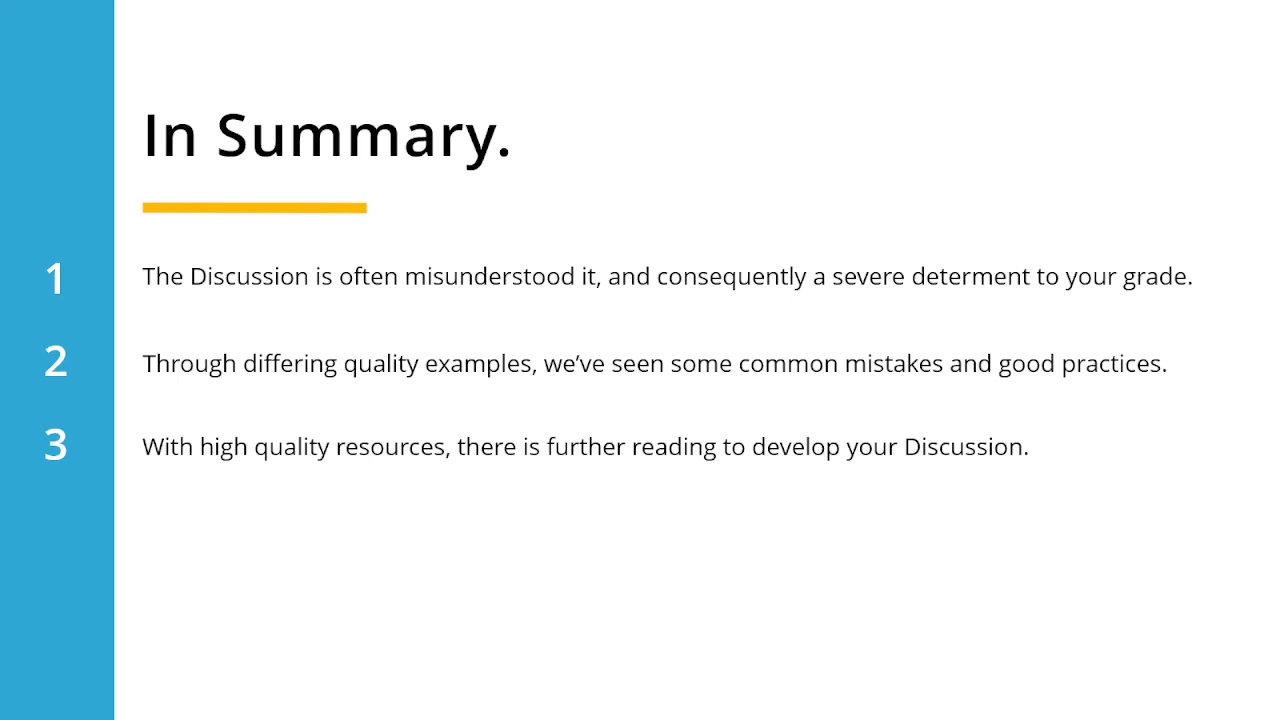 In Summary.
1 The Discussion is often misunderstood it, and consequently a severe determent to your grade.
2 Through differing quality examples, we’ve seen some common mistakes and good practices.
3 With high quality resources, there is further reading to develop your Discussion.